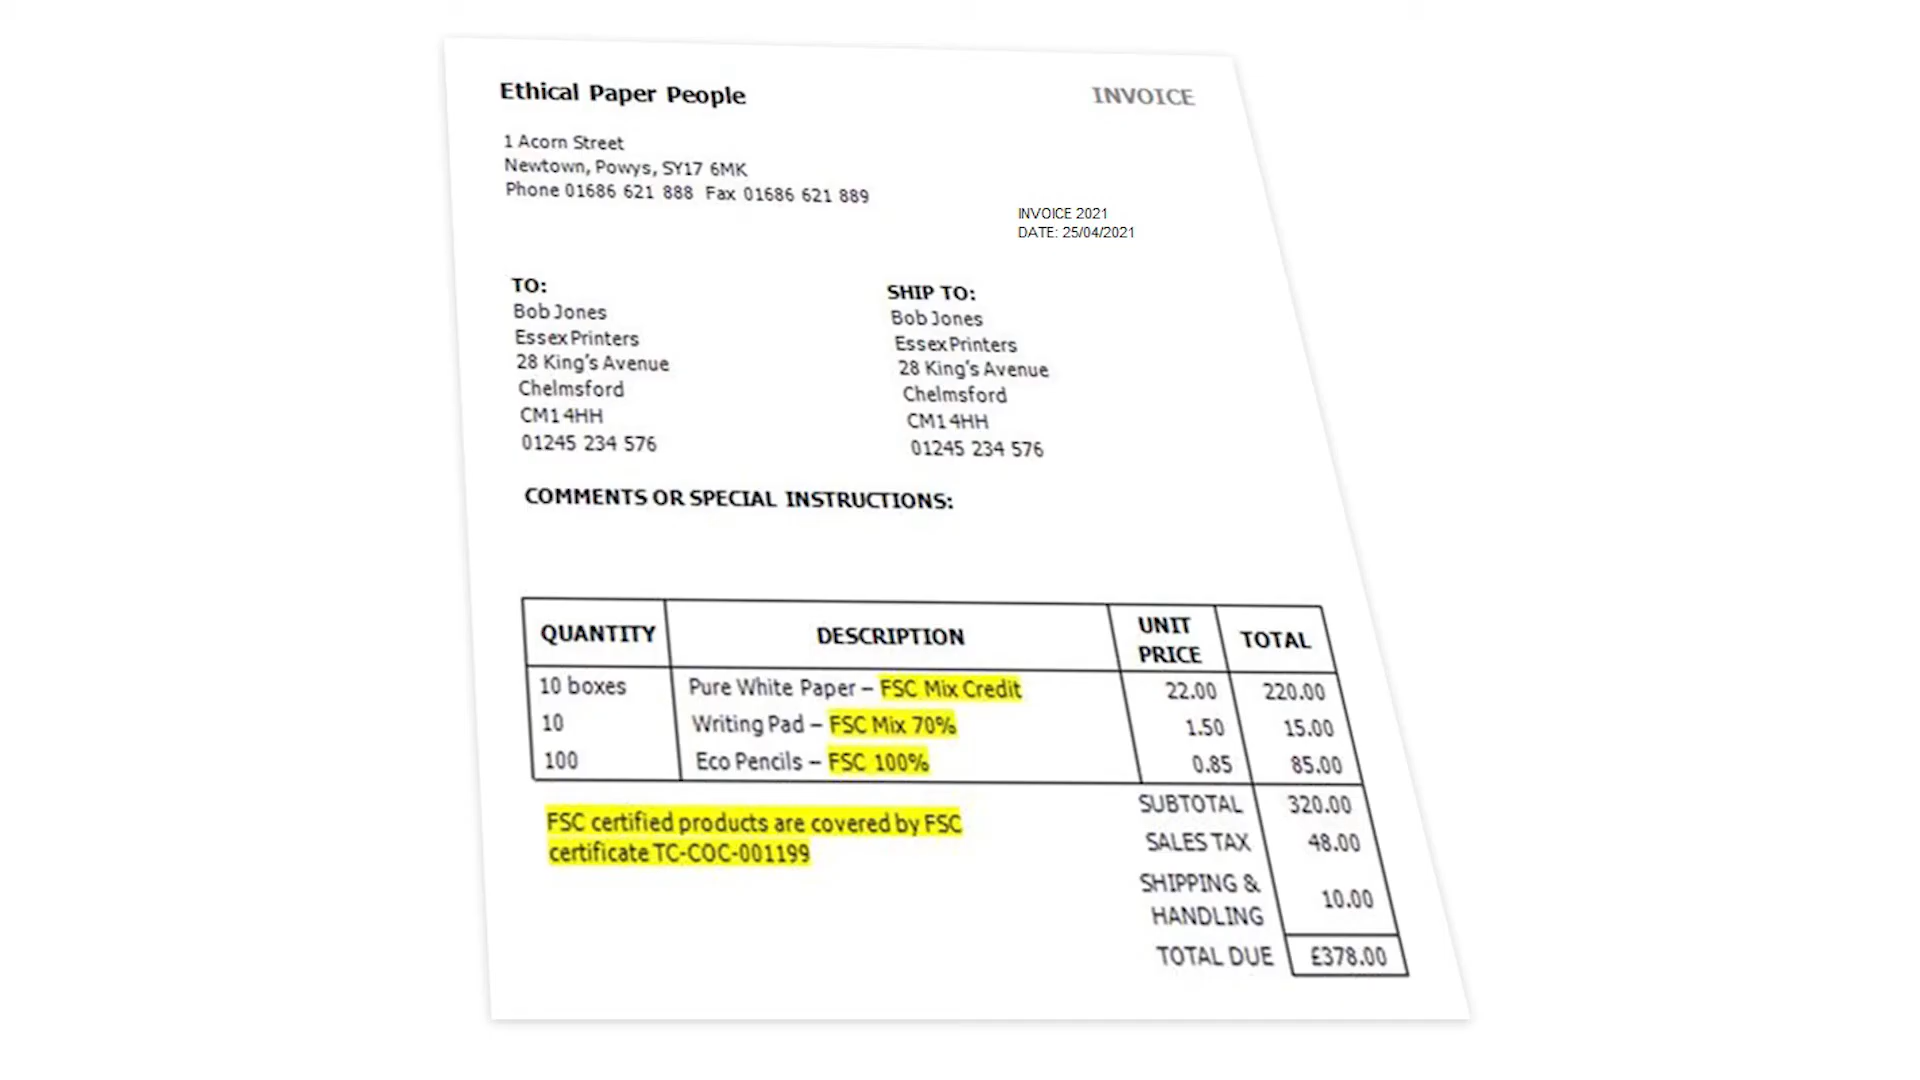 Ethical Paper People
INVOICE
1 Acorn Street
Newtown, Powys, SY17 6MK
Phone 01686 621 888 Fax 01686 621 889
INVOICE 2021
DATE: 25/04/2021
TO:
Bob Jones
Essex Printers
28 King's Avenue
Chelmsford
CM1 4HH
01245 234 576
SHIP TO:
Bob Jones
Essex Printers
28 King's Avenue
Chelmsford
CM1 4HH
01245 234 576
COMMENTS OR SPECIAL INSTRUCTIONS:
QUANTITY DESCRIPTION UNIT PRICE TOTAL
10 boxes Pure White Paper – FSC Mix Credit 22.00 220.00
10 Writing Pad – FSC Mix 70% 1.50 15.00
100 Eco Pencils – FSC 100% 0.85 85.00
SUBTOTAL 320.00
FSC certified products are covered by FSC
certificate TC-COC-001199
SALES TAX 48.00
SHIPPING &
HANDLING 10.00
TOTAL DUE £378.00